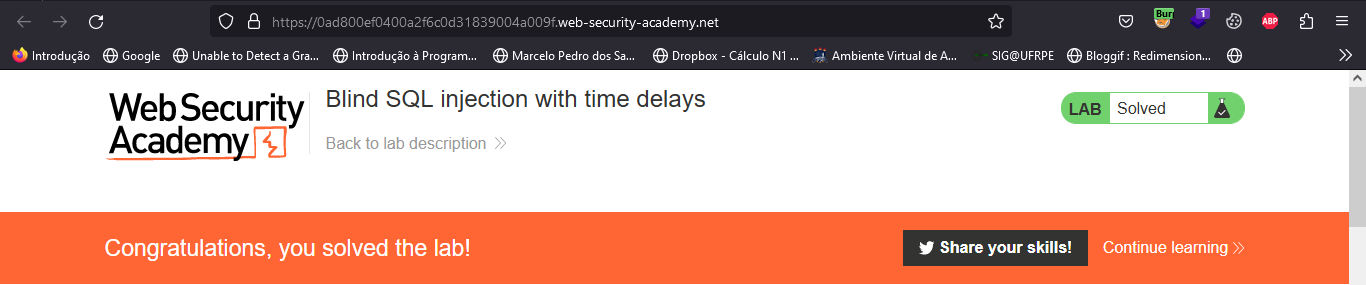 https://0ad800ef0400a2f6c0d31839004a009f.web-security-academy.net
Burp
1
ABP
Introdução
Google
Unable to Detect a Gra...
Introdução à Program...
Marcelo Pedro dos Sa...
Dropbox - Cálculo N1 ...
Ambiente Virtual de A...
SIG@UFRPE
Bloggif : Redimension...
Web Security
Academy
Blind SQL injection with time delays
Back to lab description
LAB
Solved
Congratulations, you solved the lab!
Share your skills!
Continue learning